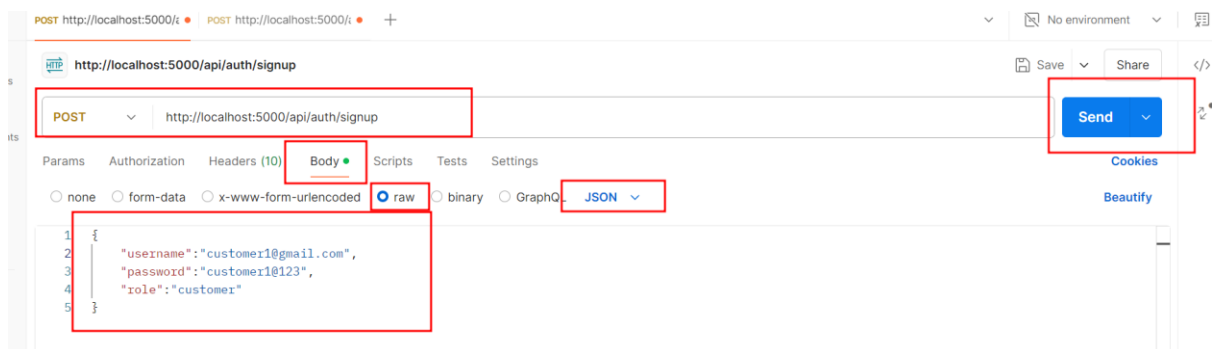 POST http://localhost:5000/a POST http://localhost:5000/a No environment
HTTP http://localhost:5000/api/auth/signup Save Share </>
s
POST http://localhost:5000/api/auth/signup Send
nts
Params Authorization Headers (10) Body Scripts Tests Settings Cookies
none form-data x-www-form-urlencoded raw binary GraphQL JSON Beautify
1 {
2 "username":"customer1@gmail.com",
3 "password":"customer1@123",
4 "role":"customer"
5 }